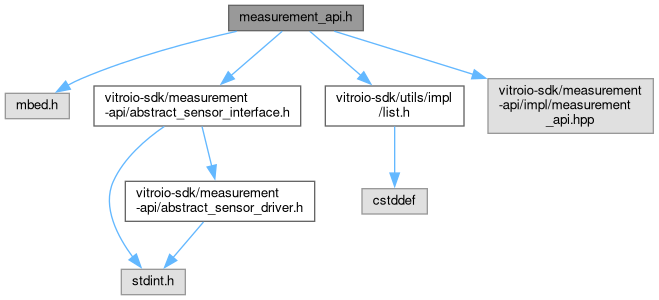 measurement_api.h
mbed.h
vitroio-sdk/measurement
-api/abstract_sensor_interface.h
vitroio-sdk/utils/impl
/list.h
vitroio-sdk/measurement
-api/impl/measurement
_api.hpp
vitroio-sdk/measurement
-api/abstract_sensor_driver.h
cstddef
stdint.h